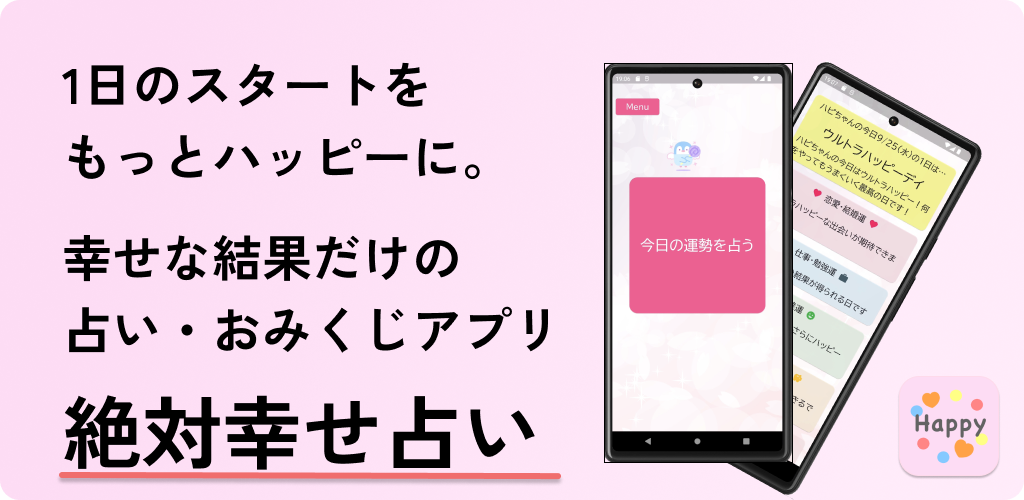 1日のスタートを
もっとハッピーに。
幸せな結果だけの
占い・おみくじアプリ
絶対幸せ占い
19:06
Menu
今日の運勢を占う
ハピちゃんの今日9/25(水)の1日は…
ウルトラハッピーデイ
ハピちゃんの今日はウルトラハッピー！何
をやってもうまくいく最高の日です！
恋愛･結婚運
ハッピーな出会いが期待できま
仕事･勉強運
結果が得られる日です
運
さらにハッピー
きるで
Happy